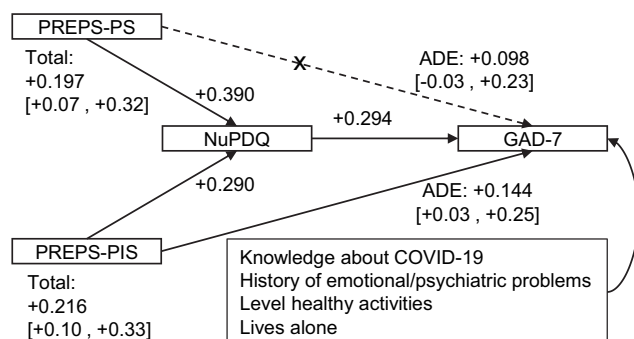 PREPS-PS
Total:
+0.197
[+0.07 , +0.32]
x
ADE: +0.098
[-0.03 , +0.23]
+0.390
NuPDQ
+0.294
GAD-7
+0.290
ADE: +0.144
[+0.03 , +0.25]
PREPS-PIS
Total:
+0.216
[+0.10 , +0.33]
Knowledge about COVID-19
History of emotional/psychiatric problems
Level healthy activities
Lives alone